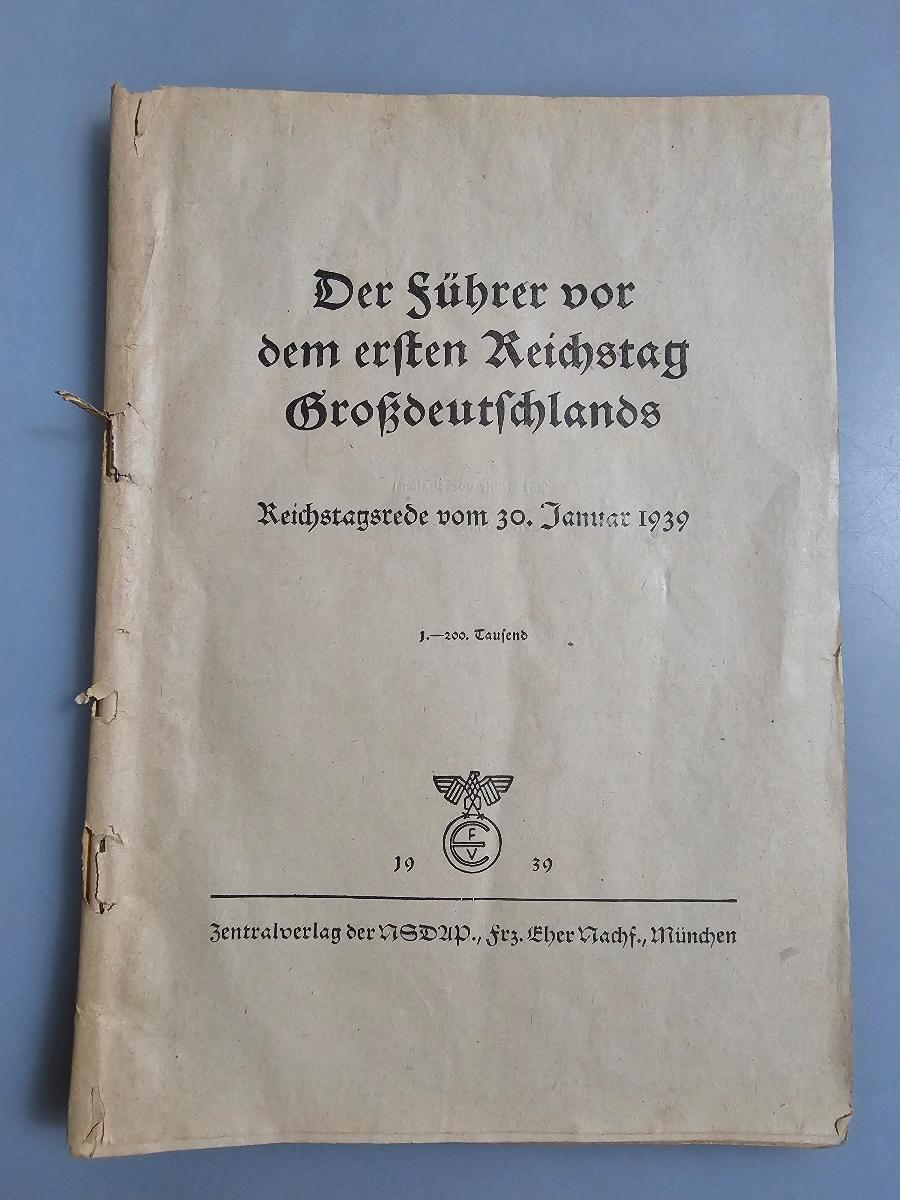 Der Führer vor
dem ersten Reichstag
Großdeutschlands
Reichstagsrede vom 30. Januar 1939
1.—200. Tausend
F
E
V
19 39
Zentralverlag der NSDAP., Frz. Eher Nachf., München